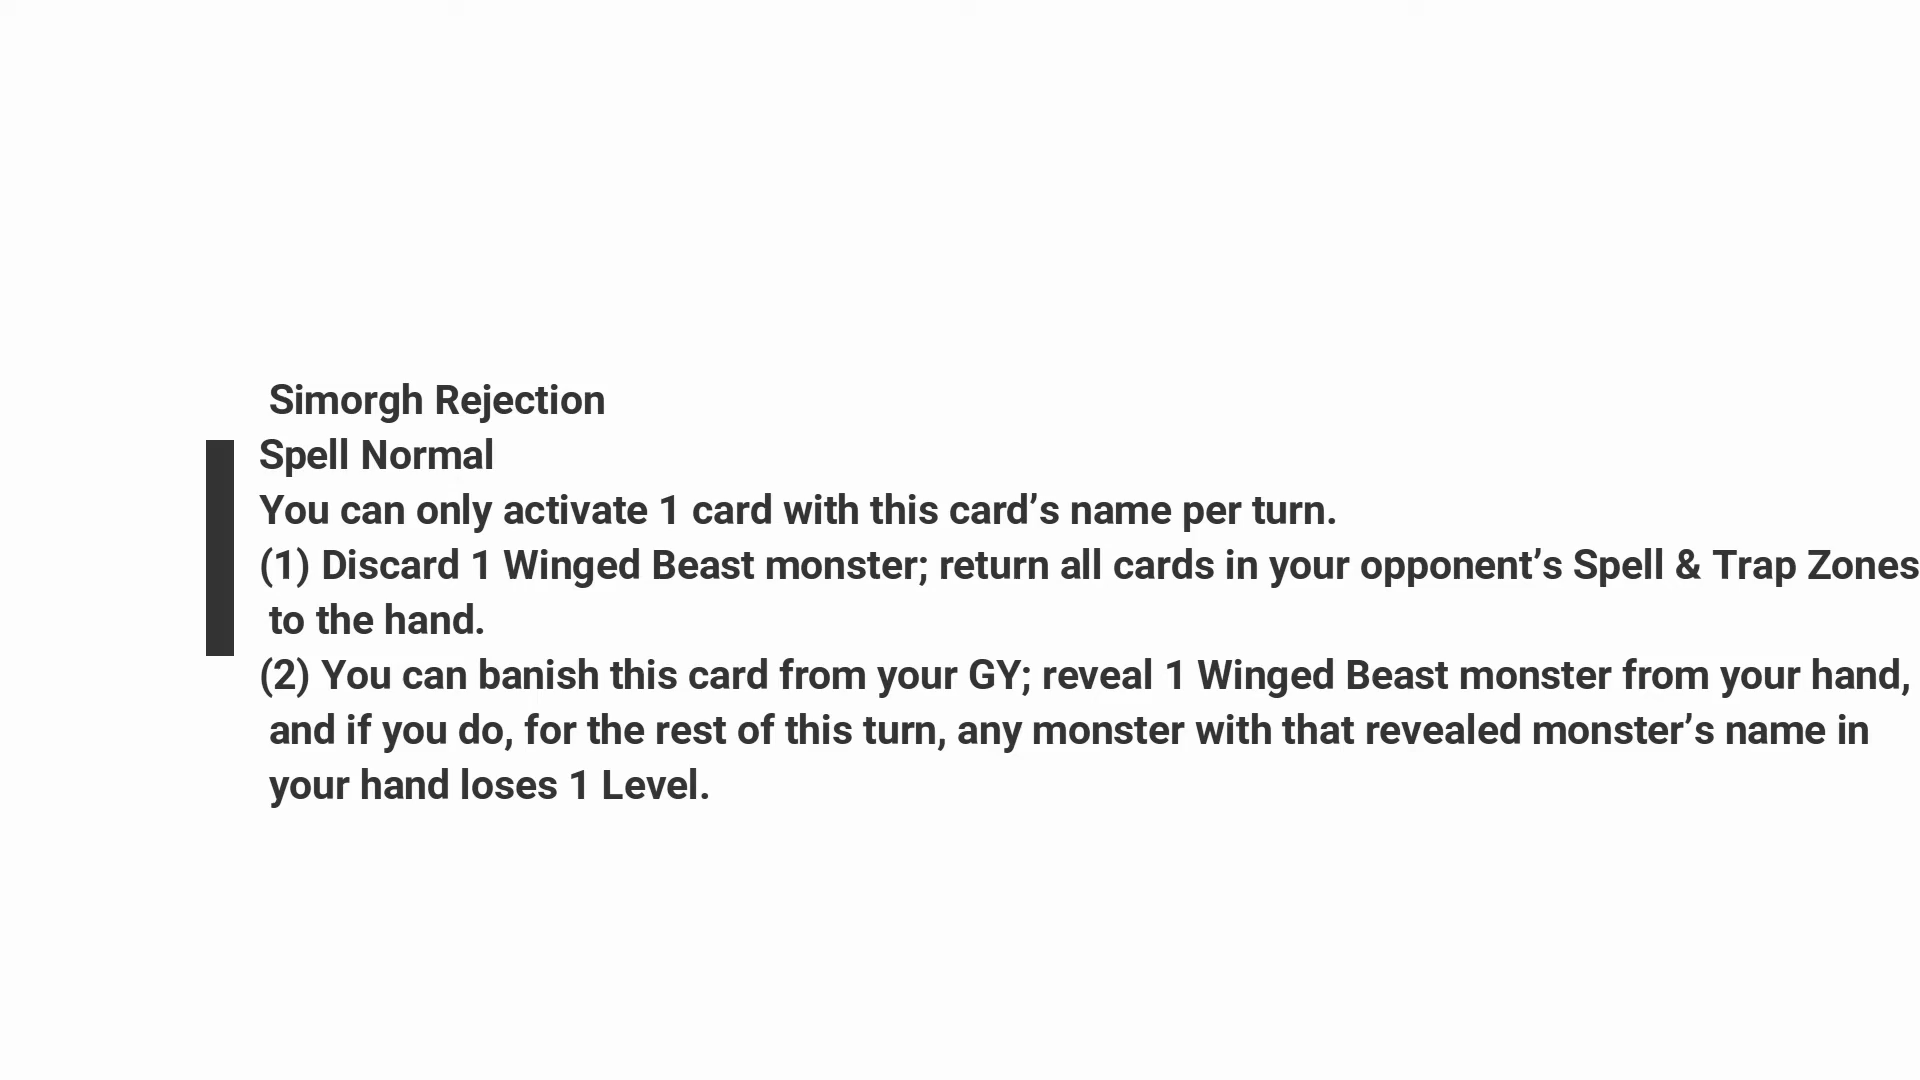 Simorgh Rejection
Spell Normal
You can only activate 1 card with this card’s name per turn.
(1) Discard 1 Winged Beast monster; return all cards in your opponent’s Spell & Trap Zones
to the hand.
(2) You can banish this card from your GY; reveal 1 Winged Beast monster from your hand,
and if you do, for the rest of this turn, any monster with that revealed monster’s name in
your hand loses 1 Level.